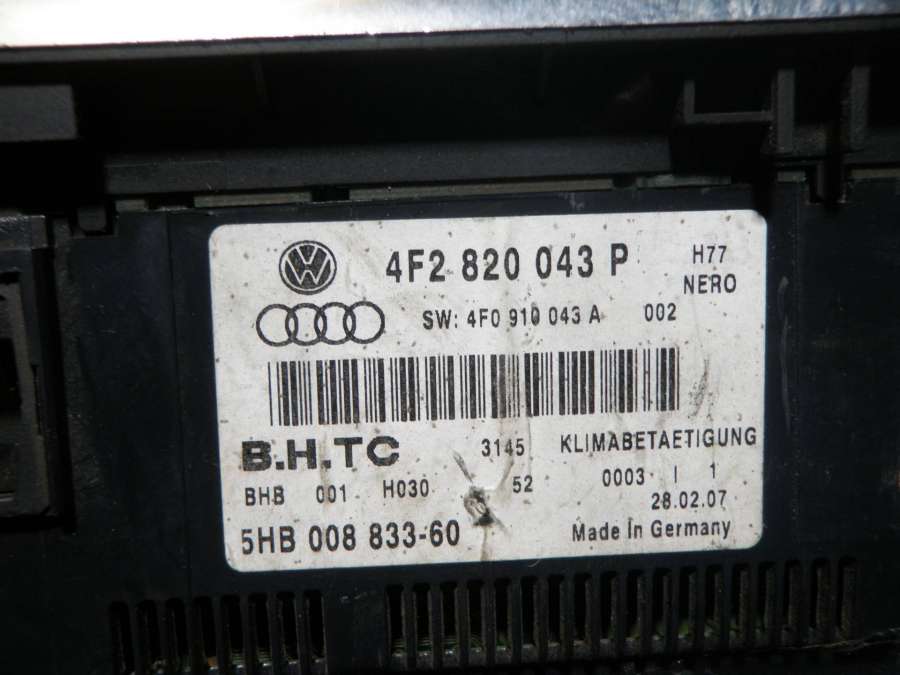 4F2 820 043 P H77
NERO
SW: 4F0 910 043 A 002
B.H.TC 3145 KLIMABETAETIGUNG
BHB 001 H030 52 0003 I 1
28.02.07
5HB 008 833-60 Made in Germany